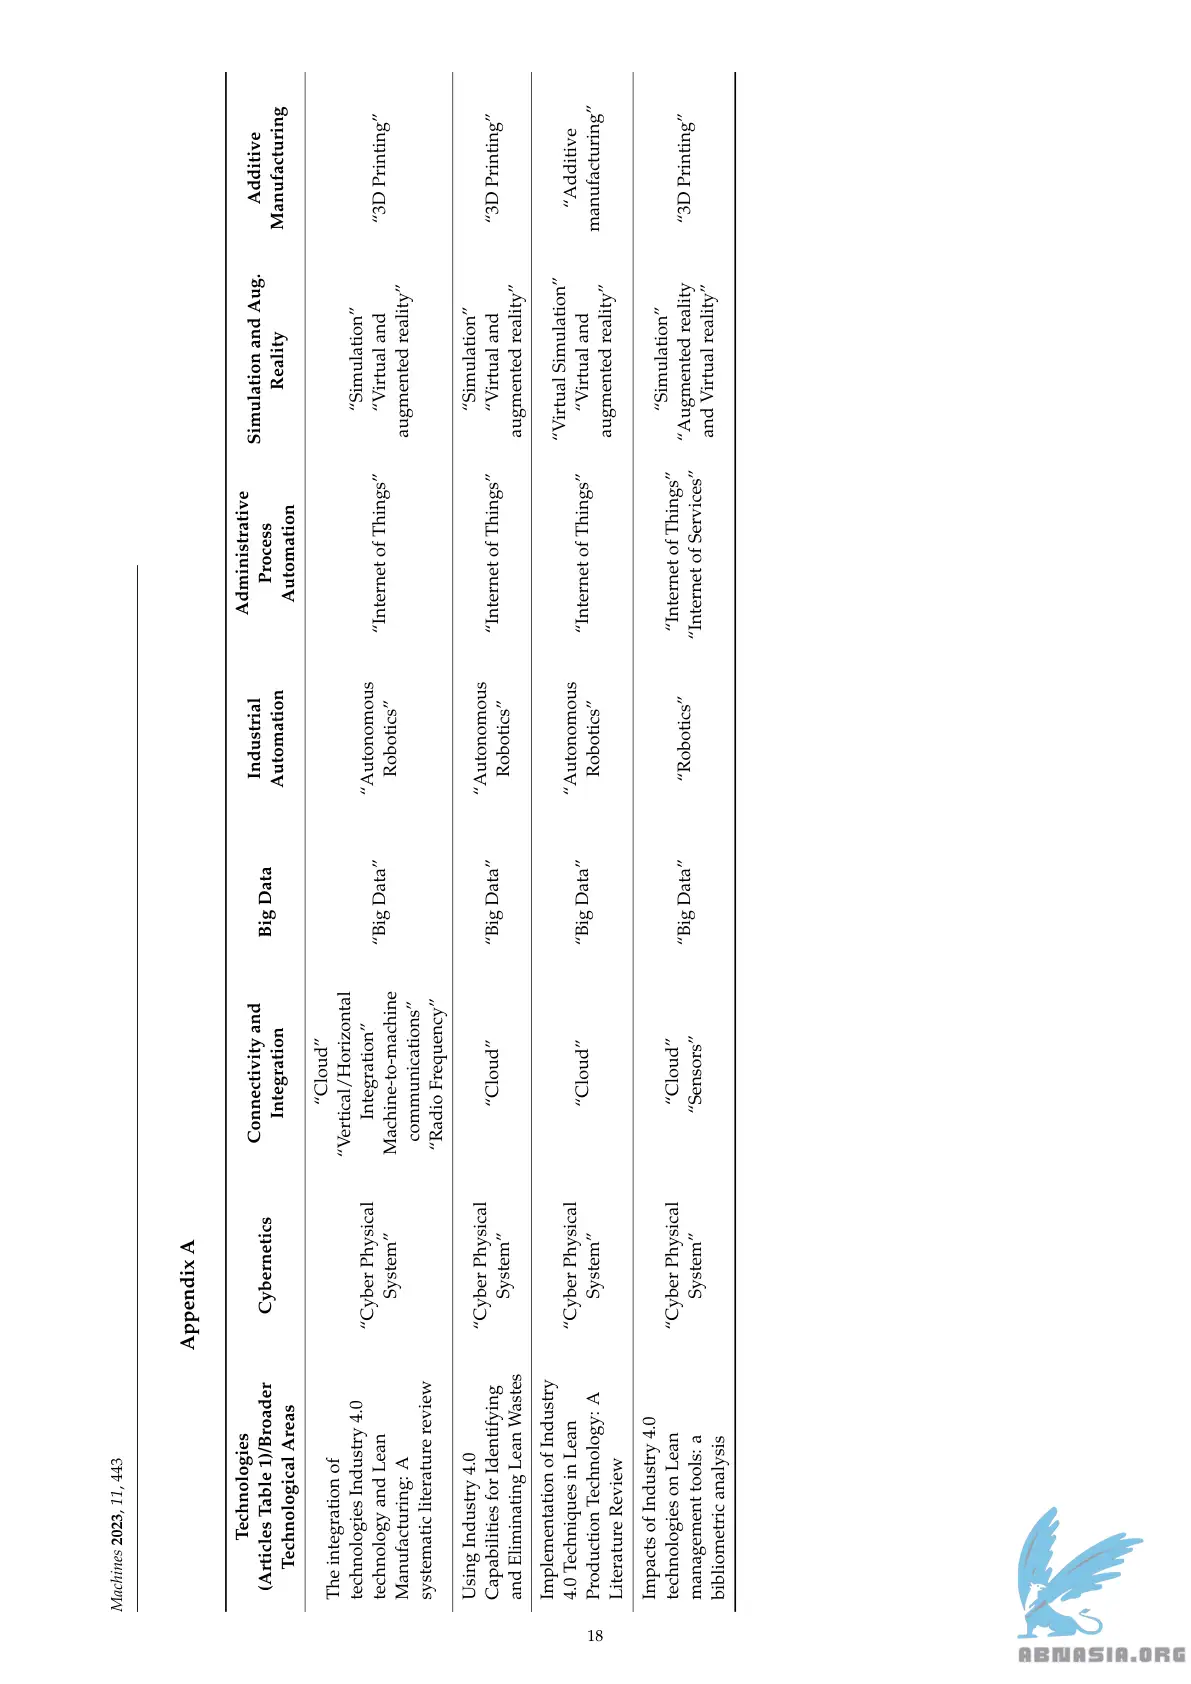 Machines 2023, 11, 443
Appendix A
Technologies
(Articles Table 1)/Broader
Technological Areas
Cybernetics
Connectivity and
Integration
Big Data
Industrial
Automation
Administrative
Process
Automation
Simulation and Aug.
Reality
Additive
Manufacturing
The integration of
technologies Industry 4.0
technology and Lean
Manufacturing: A
systematic literature review
“Cyber Physical
System”
“Cloud”
“Vertical/Horizontal
Integration”
Machine-to-machine
communications”
“Radio Frequency”
“Big Data”
“Autonomous
Robotics”
“Internet of Things”
“Simulation”
“Virtual and
augmented reality”
“3D Printing”
Using Industry 4.0
Capabilities for Identifying
and Eliminating Lean Wastes
“Cyber Physical
System”
“Cloud”
“Big Data”
“Autonomous
Robotics”
“Internet of Things”
“Simulation”
“Virtual and
augmented reality”
“3D Printing”
Implementation of Industry
4.0 Techniques in Lean
Production Technology: A
Literature Review
“Cyber Physical
System”
“Cloud”
“Big Data”
“Autonomous
Robotics”
“Internet of Things”
“Virtual Simulation”
“Virtual and
augmented reality”
“Additive
manufacturing”
Impacts of Industry 4.0
technologies on Lean
management tools: a
bibliometric analysis
“Cyber Physical
System”
“Cloud”
“Sensors”
“Big Data”
“Robotics”
“Internet of Things”
“Internet of Services”
“Simulation”
“Augmented reality
and Virtual reality”
“3D Printing”
18
ABNASIA.ORG